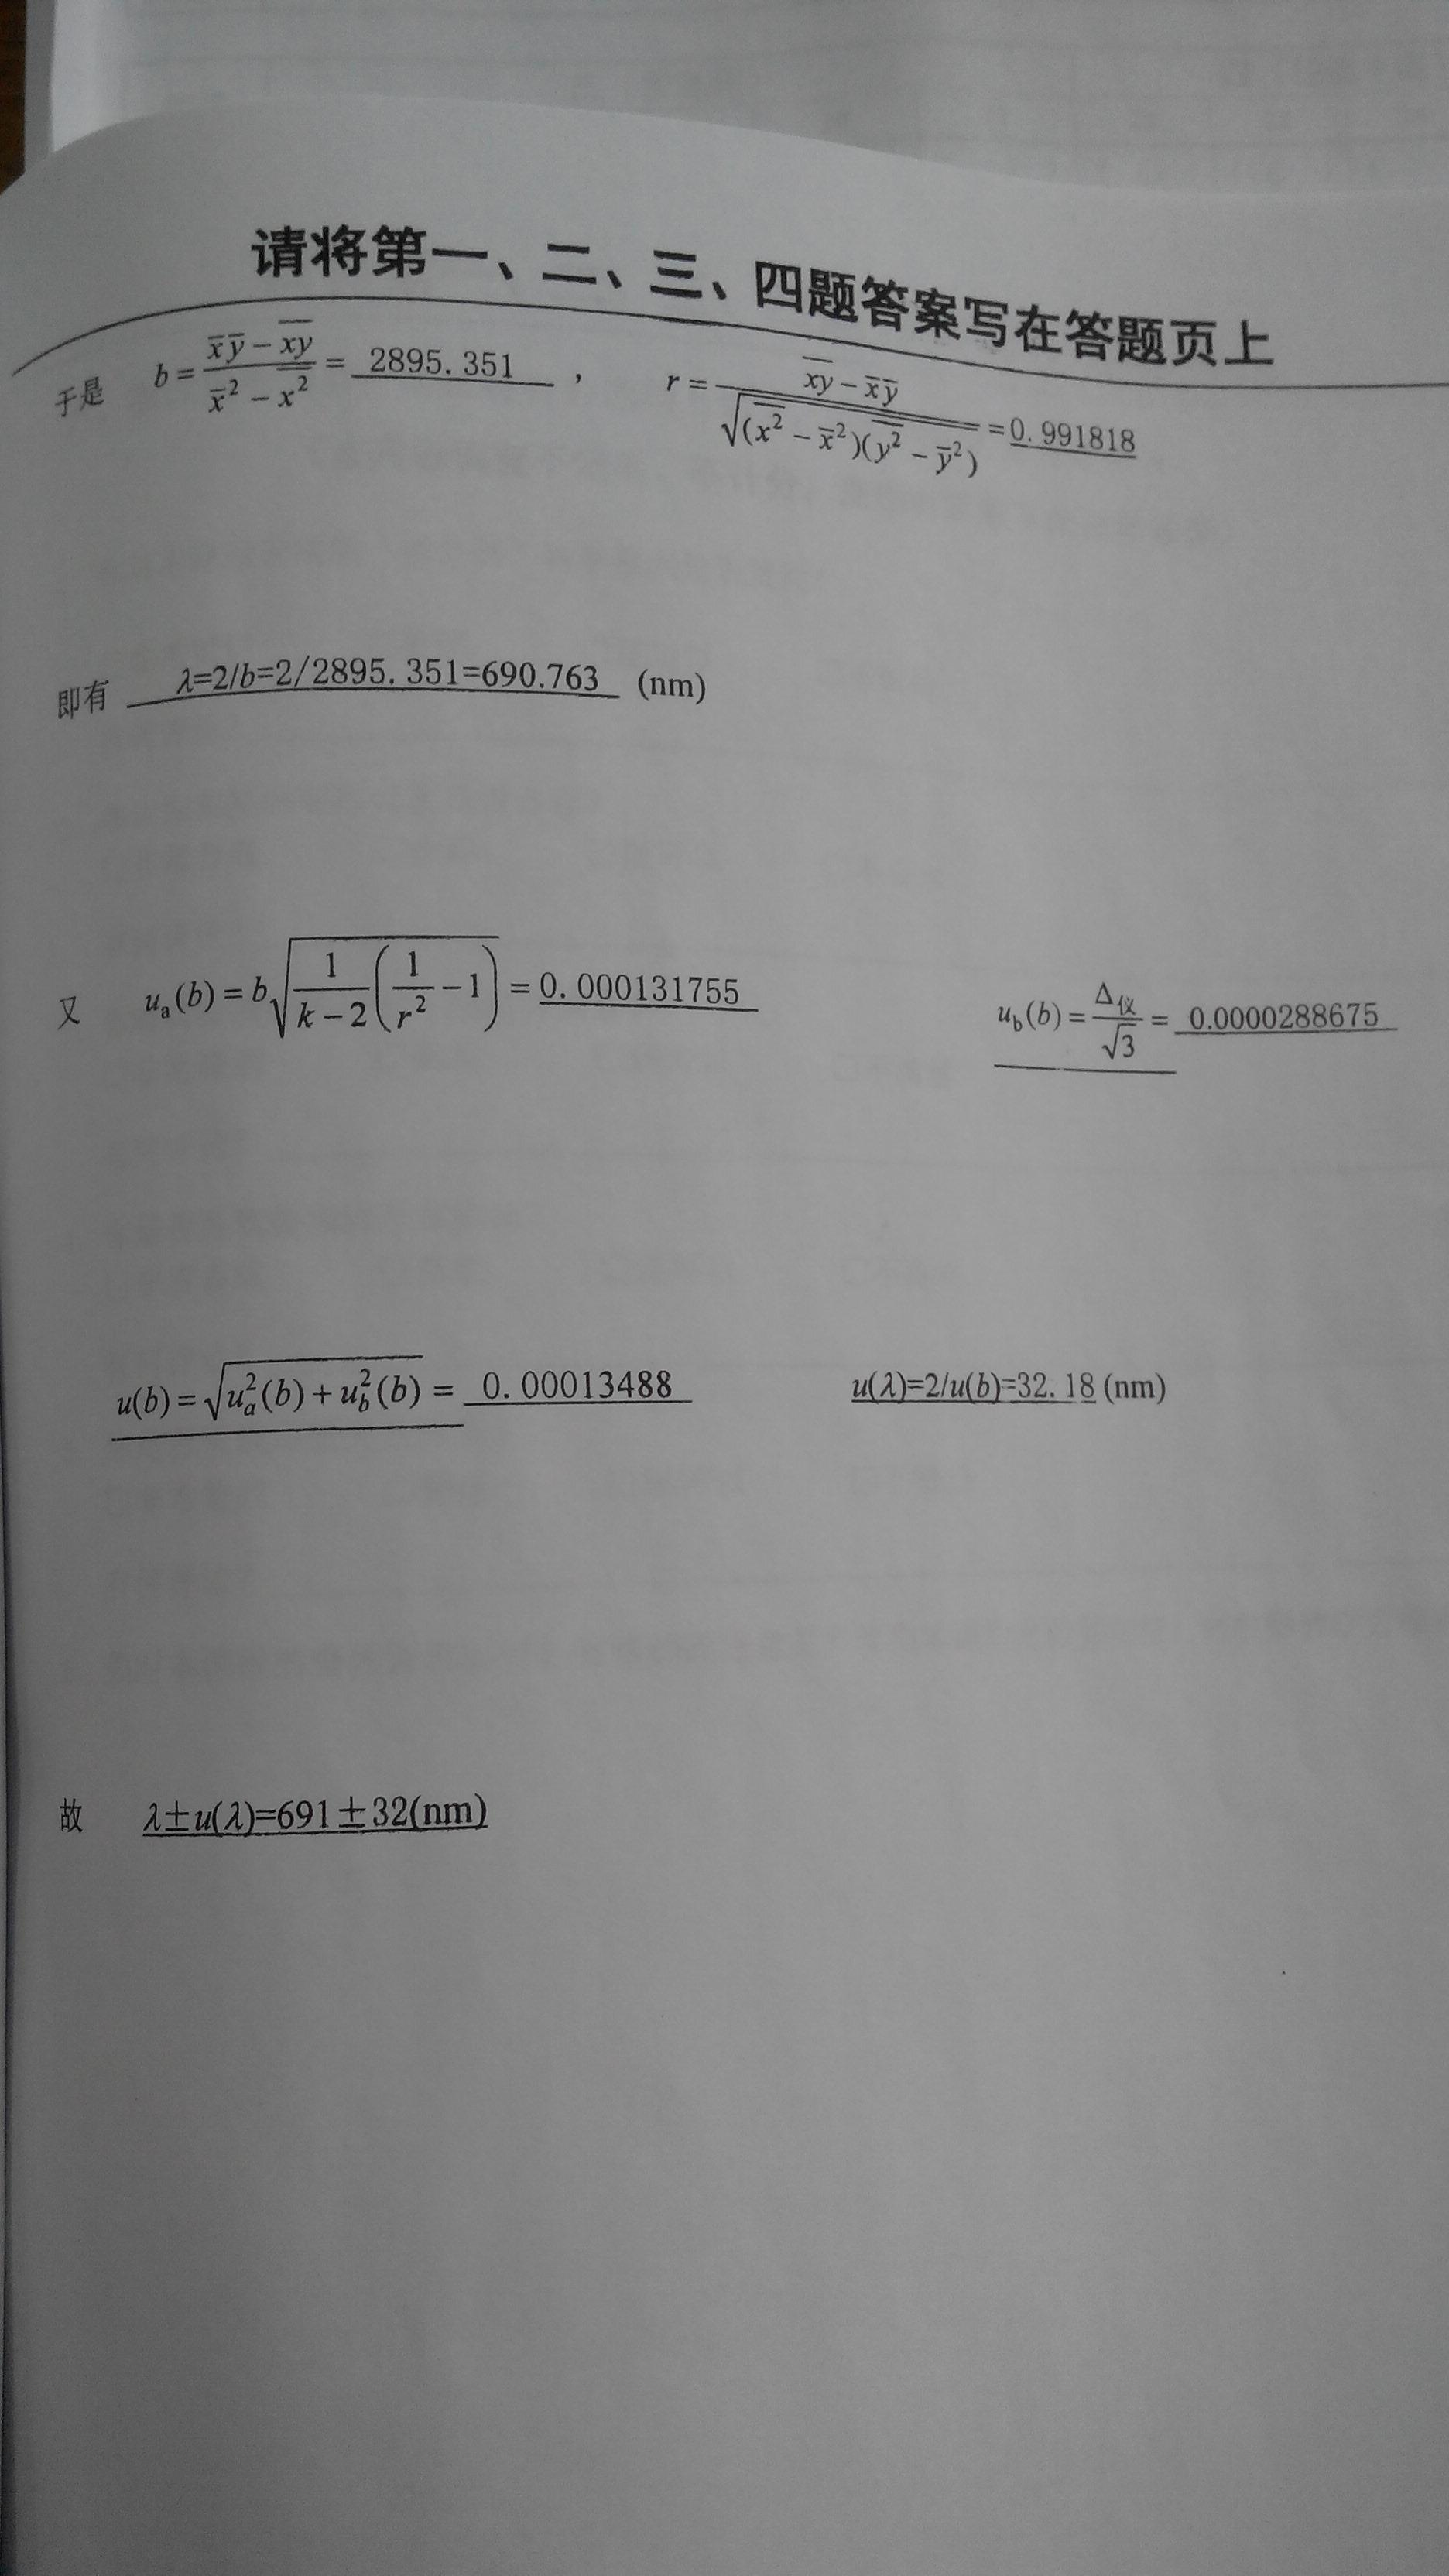 请将第一、二、三、四题答案写在答题页上
于是 b = (x̅ y̅ − \overline{xy}) / (x̅² − \overline{x²}) = 2895.351 , r = (\overline{xy} − x̅ y̅) / √((\overline{x²} − x̅²)(\overline{y²} − y̅²)) = 0.991818
即有 λ=2/b=2/2895.351=690.763 (nm)
又 uₐ(b) = b√(1/(k−2) (1/r² −1)) = 0.000131755 u_b(b) = Δ仪/√3 = 0.0000288675
u(b) = √(uₐ²(b) + u_b²(b)) = 0.00013488 u(λ)=2/u(b)=32.18 (nm)
故 λ±u(λ)=691±32(nm)